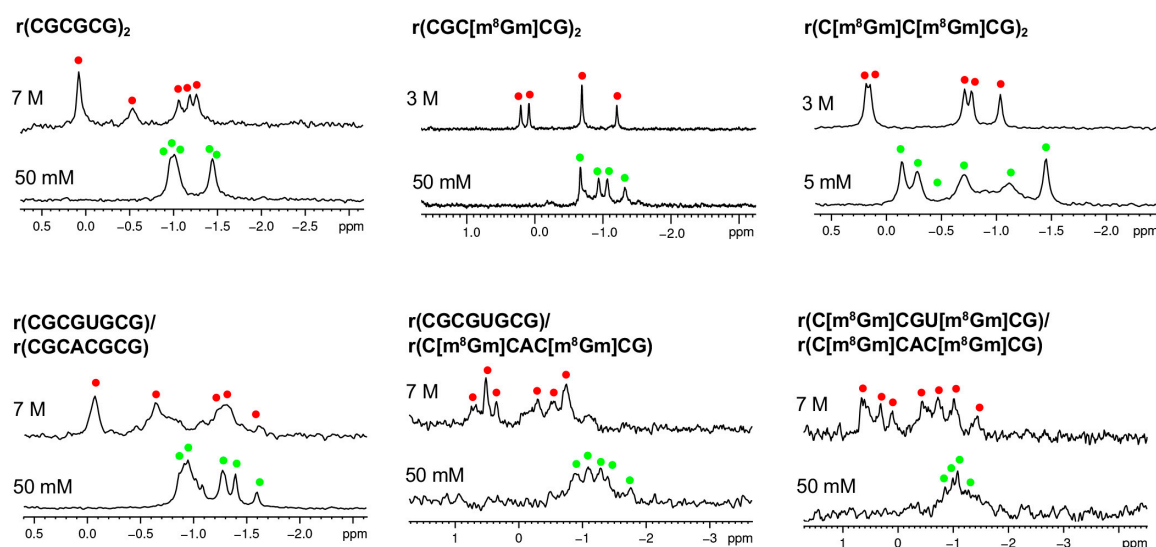 r(CGCGCG)₂
7 M
50 mM
0.5 0.0 −0.5 −1.0 −1.5 −2.0 −2.5 ppm
r(CGC[m⁸Gm]CG)₂
3 M
50 mM
1.0 0.0 −1.0 −2.0 ppm
r(C[m⁸Gm]C[m⁸Gm]CG)₂
3 M
5 mM
0.5 0.0 −0.5 −1.0 −1.5 −2.0 ppm
r(CGCGUGCG)/
r(CGCACGCG)
7 M
50 mM
0.5 0.0 −0.5 −1.0 −1.5 −2.0 ppm
r(CGCGUGCG)/
r(C[m⁸Gm]CAC[m⁸Gm]CG)
7 M
50 mM
1 0 −1 −2 −3 ppm
r(C[m⁸Gm]CGU[m⁸Gm]CG)/
r(C[m⁸Gm]CAC[m⁸Gm]CG)
7 M
50 mM
1 0 −1 −2 −3 ppm